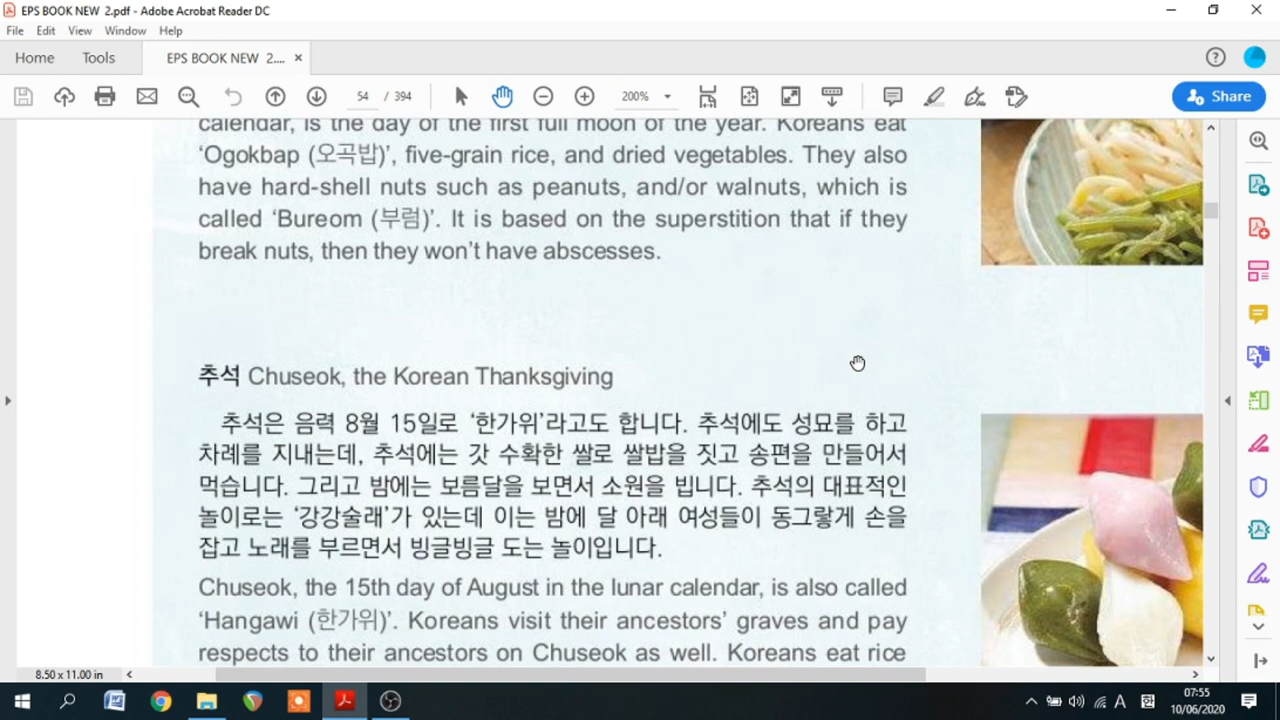 EPS BOOK NEW  2.pdf - Adobe Acrobat Reader DC
File Edit View Window Help
Home Tools EPS BOOK NEW  2....
54 / 394 200% Share
calendar, is the day of the first full moon of the year. Koreans eat
‘Ogokbap (오곡밥)’, five-grain rice, and dried vegetables. They also
have hard-shell nuts such as peanuts, and/or walnuts, which is
called ‘Bureom (부럼)’. It is based on the superstition that if they
break nuts, then they won’t have abscesses.
추석 Chuseok, the Korean Thanksgiving
추석은 음력 8월 15일로 ‘한가위’라고도 합니다. 추석에도 성묘를 하고
차례를 지내는데, 추석에는 갓 수확한 쌀로 쌀밥을 짓고 송편을 만들어서
먹습니다. 그리고 밤에는 보름달을 보면서 소원을 빕니다. 추석의 대표적인
놀이로는 ‘강강술래’가 있는데 이는 밤에 달 아래 여성들이 동그랗게 손을
잡고 노래를 부르면서 빙글빙글 도는 놀이입니다.
Chuseok, the 15th day of August in the lunar calendar, is also called
‘Hangawi (한가위)’. Koreans visit their ancestors’ graves and pay
respects to their ancestors on Chuseok as well. Koreans eat rice
8.50 x 11.00 in
A 한 07:55
10/06/2020